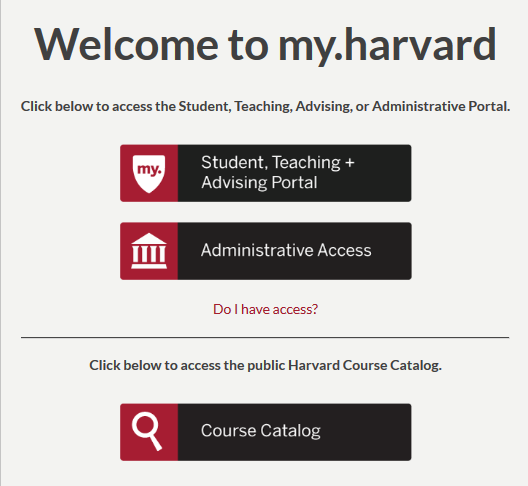 Welcome to my.harvard
Click below to access the Student, Teaching, Advising, or Administrative Portal.
my.
Student, Teaching +
Advising Portal
Administrative Access
Do I have access?
Click below to access the public Harvard Course Catalog.
Course Catalog